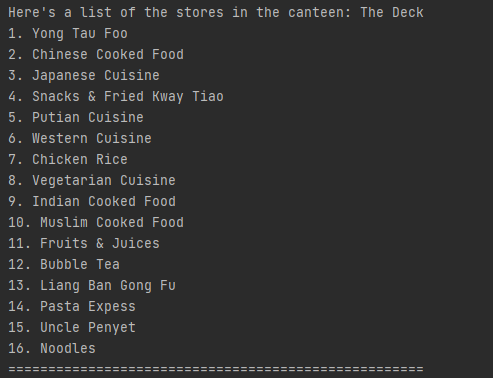 Here's a list of the stores in the canteen: The Deck
1. Yong Tau Foo
2. Chinese Cooked Food
3. Japanese Cuisine
4. Snacks & Fried Kway Tiao
5. Putian Cuisine
6. Western Cuisine
7. Chicken Rice
8. Vegetarian Cuisine
9. Indian Cooked Food
10. Muslim Cooked Food
11. Fruits & Juices
12. Bubble Tea
13. Liang Ban Gong Fu
14. Pasta Expess
15. Uncle Penyet
16. Noodles
====================================================